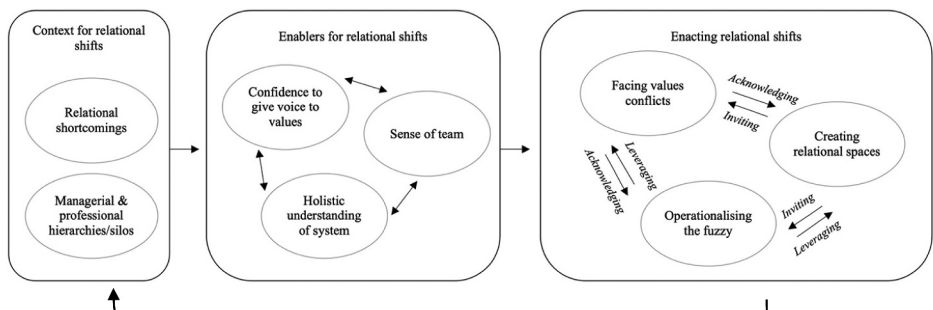 Context for relational
shifts
Relational
shortcomings
Managerial &
professional
hierarchies/silos
Enablers for relational shifts
Confidence to
give voice to
values
Sense of team
Holistic
understanding
of system
Enacting relational shifts
Facing values
conflicts
Acknowledging
Inviting
Creating
relational spaces
Leveraging
Acknowledging
Operationalising
the fuzzy
Inviting
Leveraging